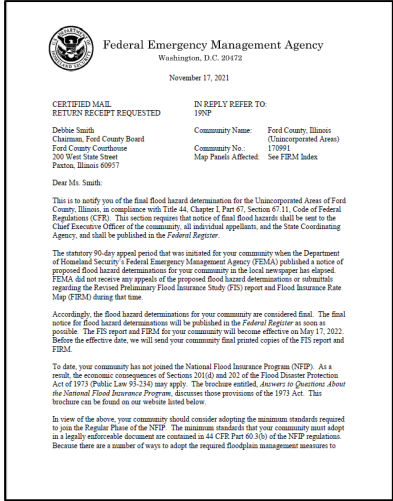 Federal Emergency Management Agency
Washington, D.C. 20472
November 17, 2021
CERTIFIED MAIL
RETURN RECEIPT REQUESTED
IN REPLY REFER TO:
19NP
Debbie Smith
Chairman, Ford County Board
Ford County Courthouse
200 West State Street
Paxton, Illinois 60957
Community Name: Ford County, Illinois
(Unincorporated Areas)
Community No.: 170991
Map Panels Affected: See FIRM Index
Dear Ms. Smith:
This is to notify you of the final flood hazard determination for the Unincorporated Areas of Ford
County, Illinois, in compliance with Title 44, Chapter I, Part 67, Section 67.11, Code of Federal
Regulations (CFR). This section requires that notice of final flood hazards shall be sent to the
Chief Executive Officer of the community, all individual appellants, and the State Coordinating
Agency, and shall be published in the Federal Register.
The statutory 90-day appeal period that was initiated for your community when the Department
of Homeland Security's Federal Emergency Management Agency (FEMA) published a notice of
proposed flood hazard determinations for your community in the local newspaper has elapsed.
FEMA did not receive any appeals of the proposed flood hazard determinations or submittals
regarding the Revised Preliminary Flood Insurance Study (FIS) report and Flood Insurance Rate
Map (FIRM) during that time.
Accordingly, the flood hazard determinations for your community are considered final. The final
notice for flood hazard determinations will be published in the Federal Register as soon as
possible. The FIS report and FIRM for your community will become effective on May 17, 2022.
Before the effective date, we will send your community final printed copies of the FIS report and
FIRM.
To date, your community has not joined the National Flood Insurance Program (NFIP). As a
result, the economic consequences of Sections 201(d) and 202 of the Flood Disaster Protection
Act of 1973 (Public Law 93-234) may apply. The brochure entitled, Answers to Questions About
the National Flood Insurance Program, discusses those provisions of the 1973 Act. This
brochure can be found on our website listed below.
In view of the above, your community should consider adopting the minimum standards required
to join the Regular Phase of the NFIP. The minimum standards that your community must adopt
in a legally enforceable document are contained in 44 CFR Part 60.3(b) of the NFIP regulations.
Because there are a number of ways to adopt the required floodplain management measures to